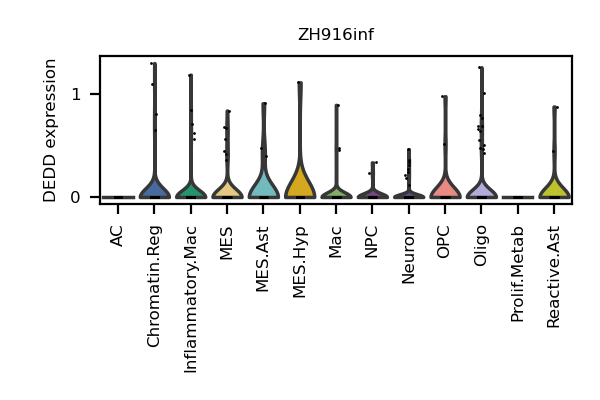 ZH916inf
DEDD expression
1
0
AC
Chromatin.Reg
Inflammatory.Mac
MES
MES.Ast
MES.Hyp
Mac
NPC
Neuron
OPC
Oligo
Prolif.Metab
Reactive.Ast